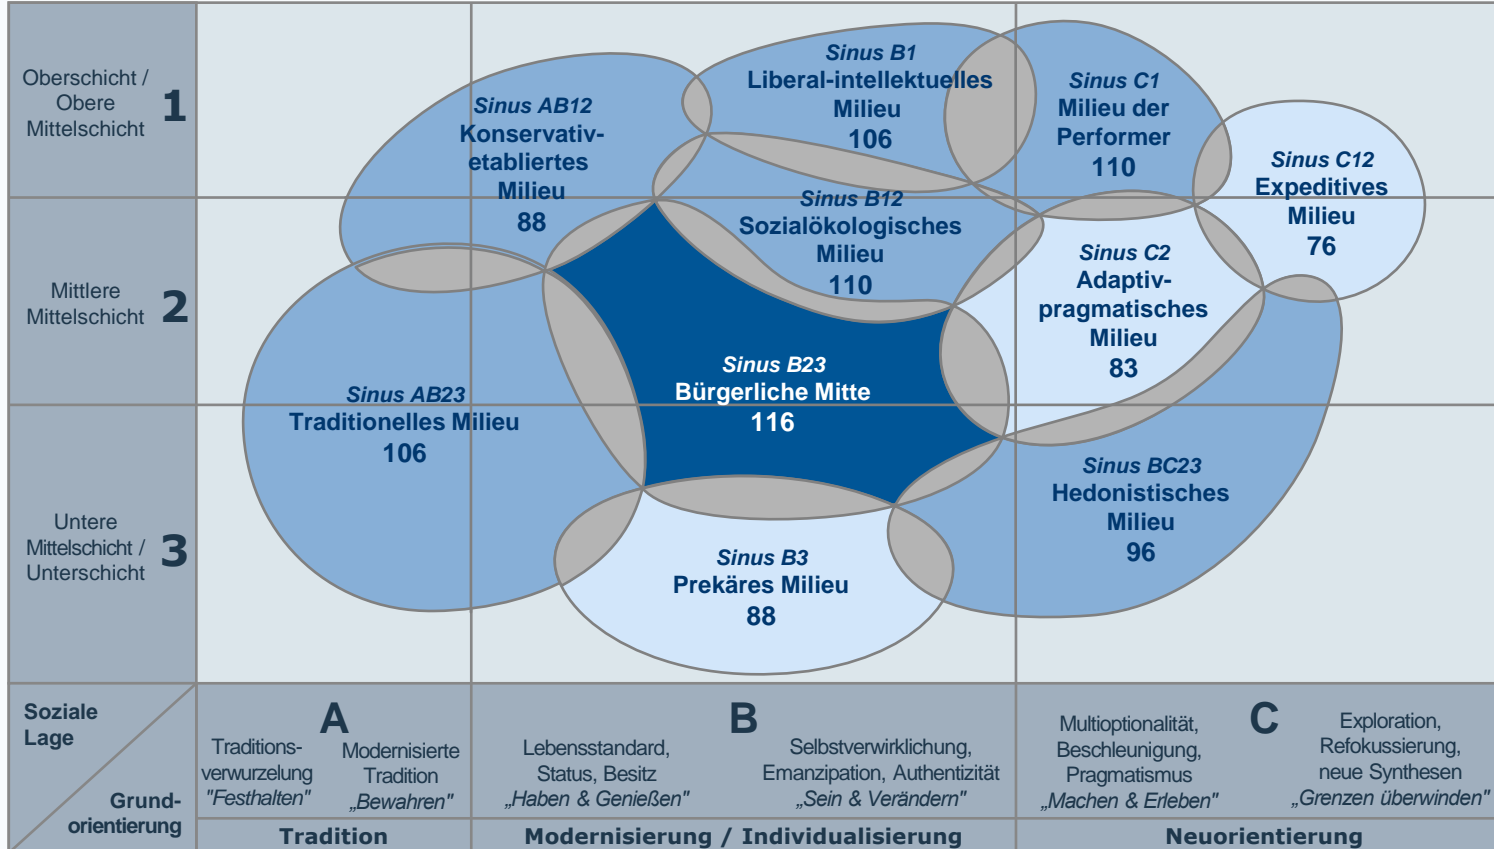 Oberschicht /
Obere
Mittelschicht
1
Sinus AB12
Konservativ-
etabliertes
Milieu
88
Sinus B1
Liberal-intellektuelles
Milieu
106
Sinus C1
Milieu der
Performer
110
Sinus C12
Expeditives
Milieu
76
Mittlere
Mittelschicht
2
Sinus B12
Sozialökologisches
Milieu
110
Sinus C2
Adaptiv-
pragmatisches
Milieu
83
Sinus AB23
Traditionelles Milieu
106
Sinus B23
Bürgerliche Mitte
116
Untere
Mittelschicht /
Unterschicht
3
Sinus B3
Prekäres Milieu
88
Sinus BC23
Hedonistisches
Milieu
96
Soziale
Lage
Grund-
orientierung
A
Traditions-
verwurzelung
"Festhalten"
Modernisierte
Tradition
„Bewahren"
Tradition
B
Lebensstandard,
Status, Besitz
„Haben & Genießen"
Selbstverwirklichung,
Emanzipation, Authentizität
„Sein & Verändern"
Modernisierung / Individualisierung
C
Multioptionalität,
Beschleunigung,
Pragmatismus
„Machen & Erleben"
Exploration,
Refokussierung,
neue Synthesen
„Grenzen überwinden"
Neuorientierung